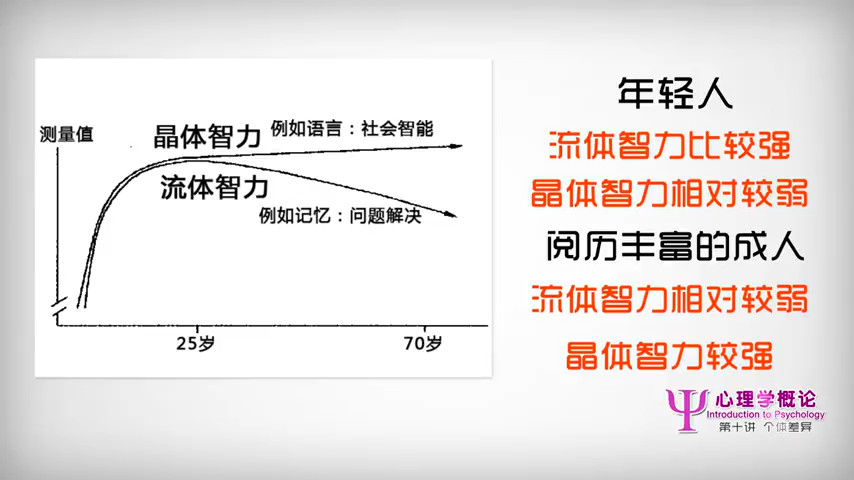 测量值
晶体智力 例如语言：社会智能
流体智力
例如记忆：问题解决
25岁
70岁
年轻人
流体智力比较强
晶体智力相对较弱
阅历丰富的成人
流体智力相对较弱
晶体智力较强
心理学概论
Introduction to Psychology
第十讲 个体差异